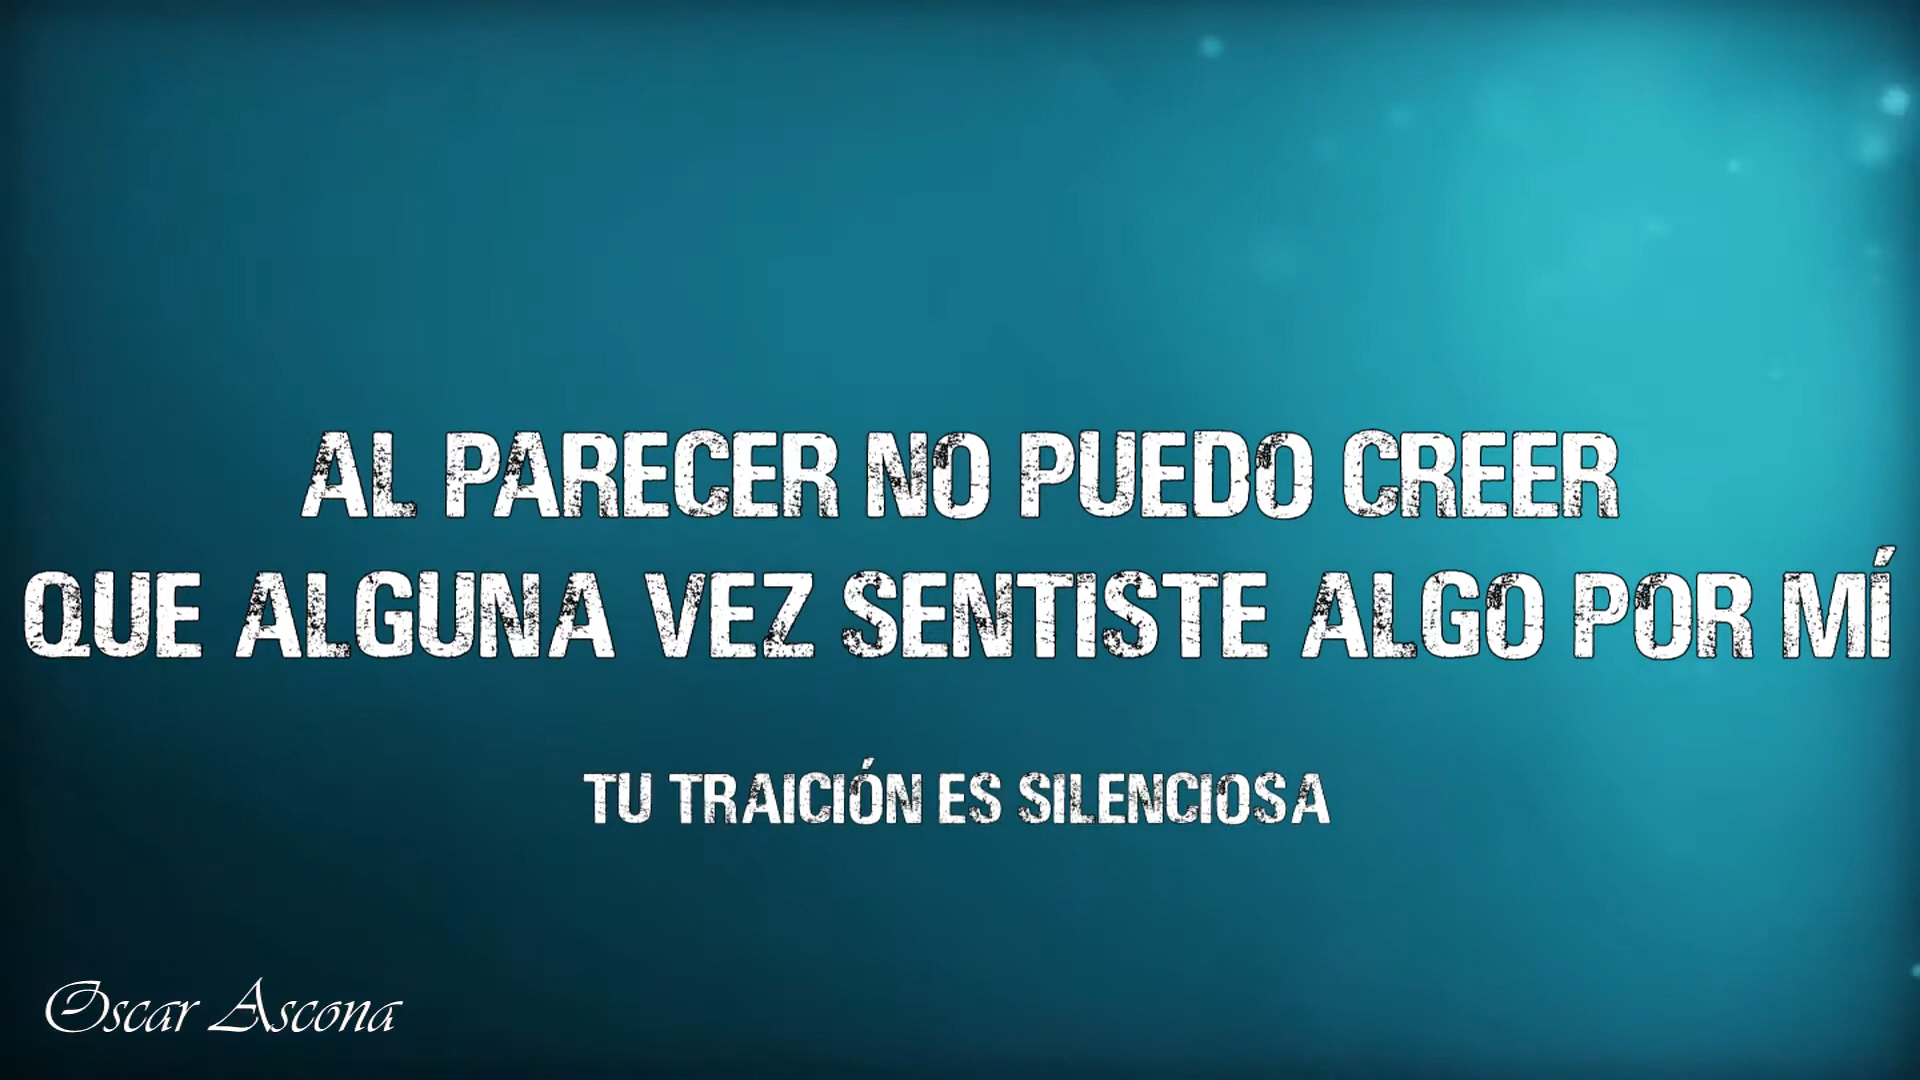 AL PARECER NO PUEDO CREER
QUE ALGUNA VEZ SENTISTE ALGO POR MÍ
TU TRAICIÓN ES SILENCIOSA
Oscar Ascona